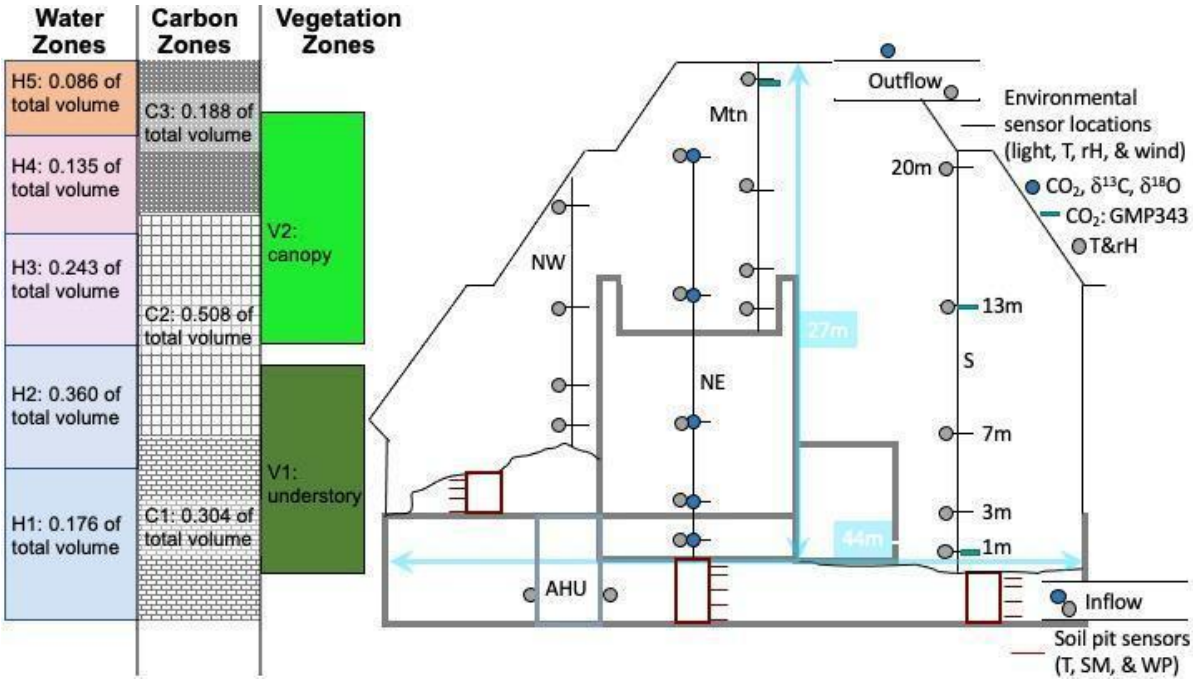 Water
Zones
Carbon
Zones
Vegetation
Zones
H5: 0.086 of
total volume
H4: 0.135 of
total volume
H3: 0.243 of
total volume
H2: 0.360 of
total volume
H1: 0.176 of
total volume
C3: 0.188 of
total volume
C2: 0.508 of
total volume
C1: 0.304 of
total volume
V2:
canopy
V1:
understory
NW
Mtn
NE
AHU
27m
44m
Outflow
20m
13m
S
7m
3m
1m
Inflow
Environmental
sensor locations
(light, T, rH, & wind)
CO₂, δ¹³C, δ¹⁸O
CO₂: GMP343
T&rH
Soil pit sensors
(T, SM, & WP)